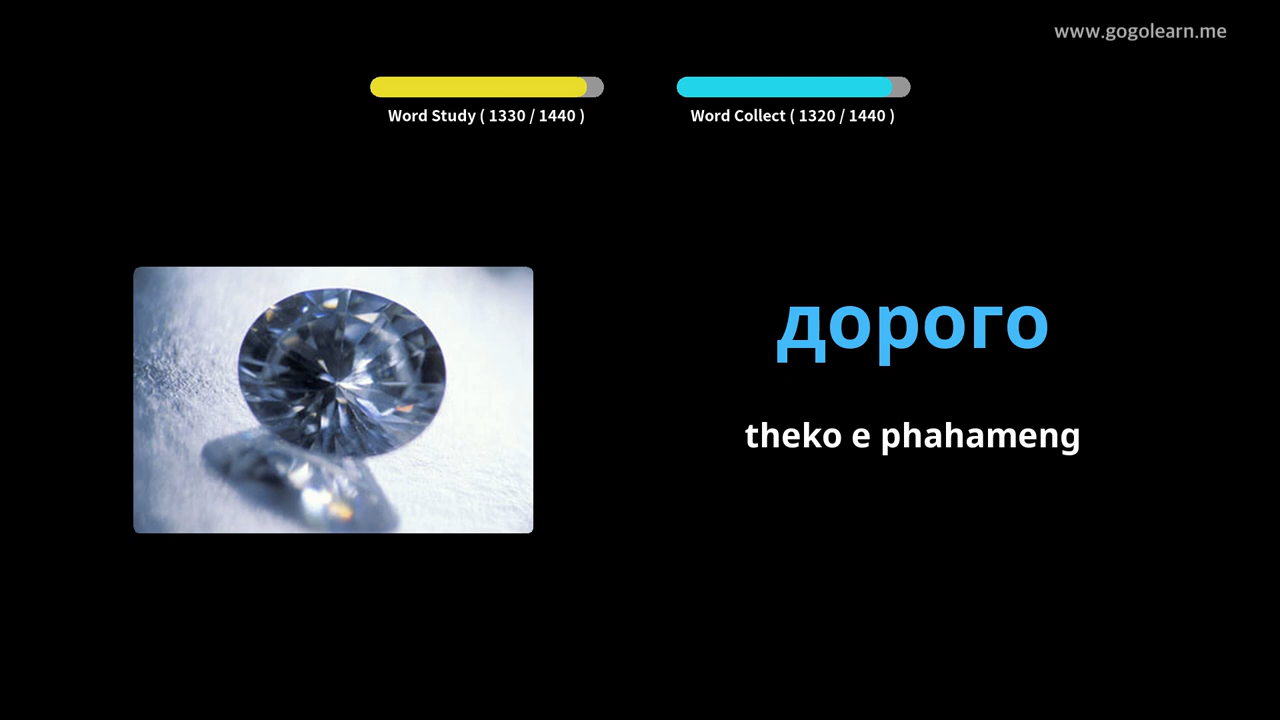 www.gogolearn.me
Word Study ( 1330 / 1440 )
Word Collect ( 1320 / 1440 )
дорого
theko e phahameng